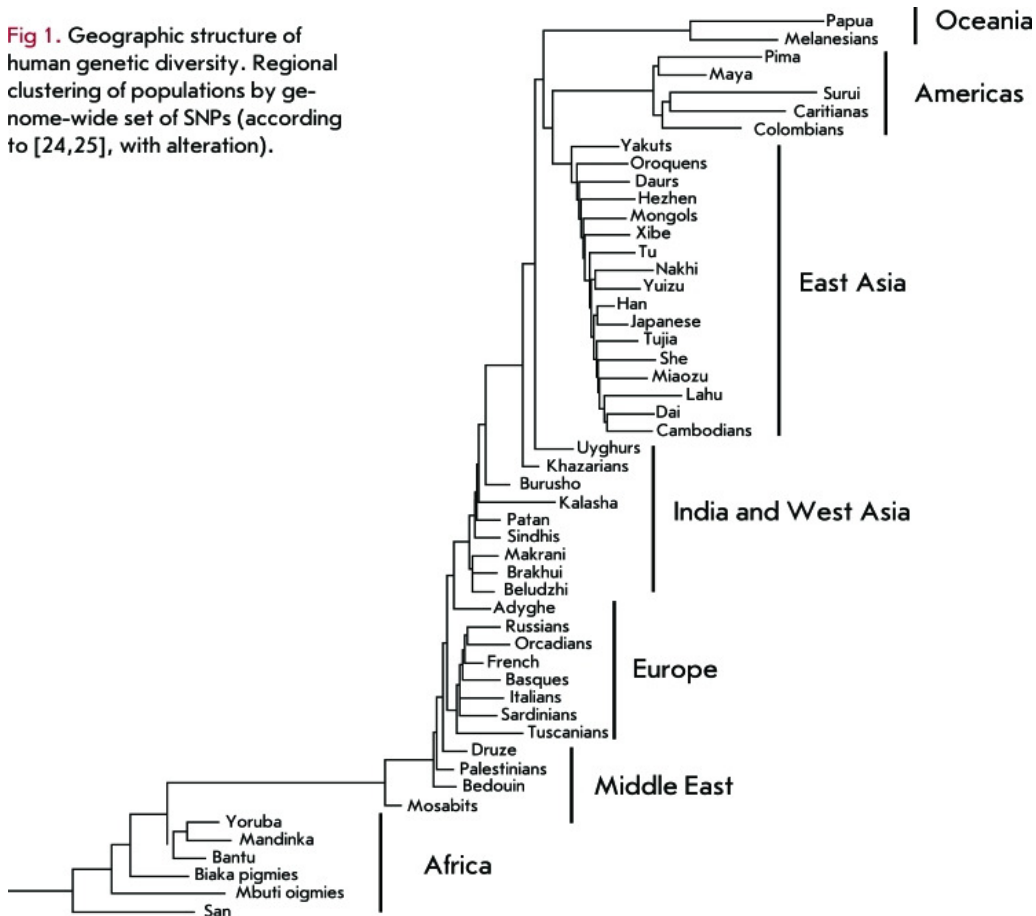 Fig 1. Geographic structure of
human genetic diversity. Regional
clustering of populations by ge-
nome-wide set of SNPs (according
to [24,25], with alteration).
Papua
Melanesians
Oceania
Pima
Maya
Surui
Caritianas
Colombians
Americas
Yakuts
Oroquens
Daurs
Hezhen
Mongols
Xibe
Tu
Nakhi
Yuizu
Han
Japanese
Tujia
She
Miaozu
Lahu
Dai
Cambodians
East Asia
Uyghurs
Khazarians
Burusho
Kalasha
Patan
Sindhis
Makrani
Brakhui
Beludzhi
India and West Asia
Adyghe
Russians
Orcadians
French
Basques
Italians
Sardinians
Tuscanians
Europe
Druze
Palestinians
Bedouin
Mosabits
Middle East
Yoruba
Mandinka
Bantu
Biaka pigmies
Mbuti oigmies
San
Africa